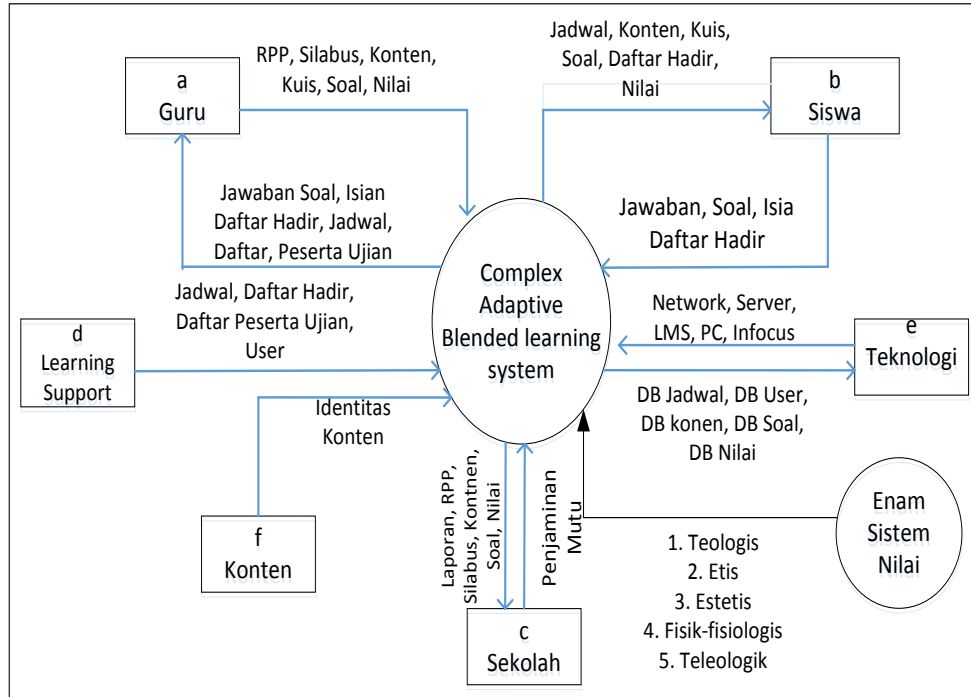 RPP, Silabus, Konten,
Kuis, Soal, Nilai
Jadwal, Konten, Kuis,
Soal, Daftar Hadir,
Nilai
a
Guru
b
Siswa
Jawaban Soal, Isian
Daftar Hadir, Jadwal,
Daftar, Peserta Ujian
Jawaban, Soal, Isia
Daftar Hadir
Complex
Adaptive
Blended learning
system
Jadwal, Daftar Hadir,
Daftar Peserta Ujian,
User
Network, Server,
LMS, PC, Infocus
d
Learning
Support
e
Teknologi
Identitas
Konten
DB Jadwal, DB User,
DB konen, DB Soal,
DB Nilai
f
Konten
Laporan, RPP,
Silabus, Kontnen,
Soal, Nilai
Penjaminan
Mutu
Enam
Sistem
Nilai
1. Teologis
2. Etis
3. Estetis
4. Fisik-fisiologis
5. Teleologik
c
Sekolah